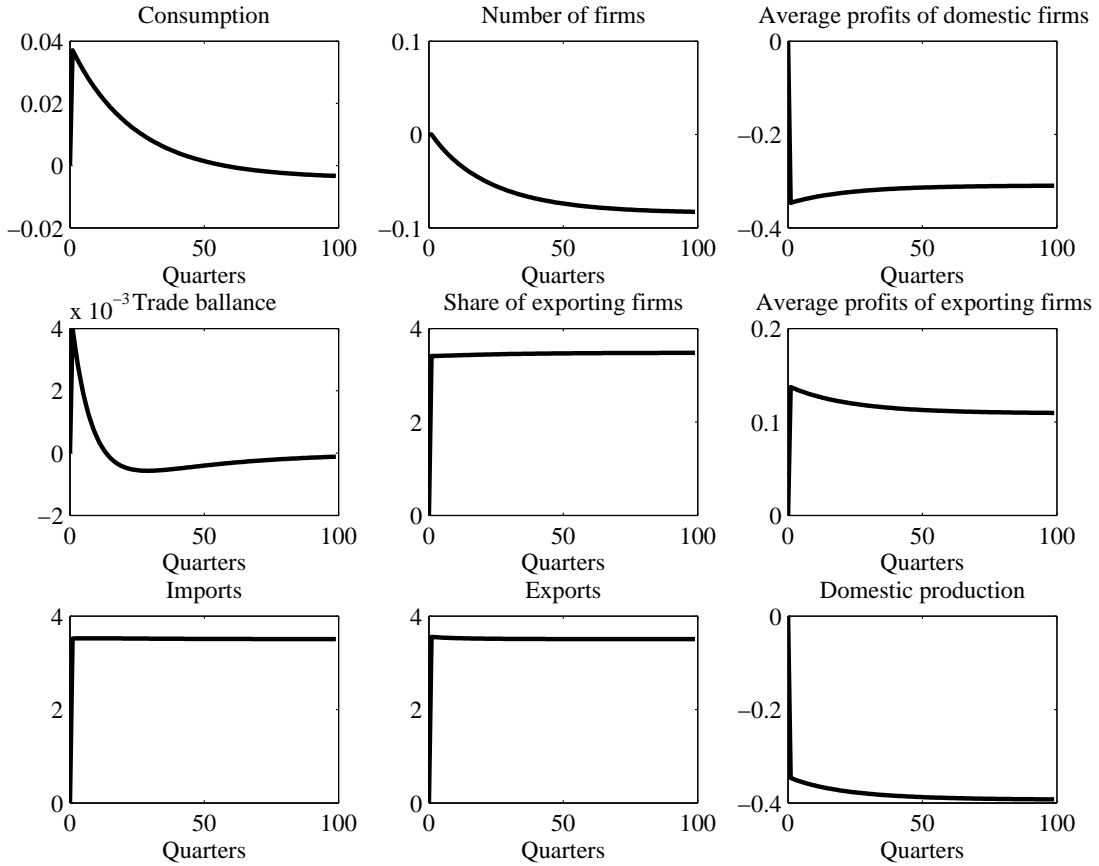 Consumption
Number of firms
Average profits of domestic firms
0.04
0.02
0
−0.02
0 50 100
Quarters
0.1
0
−0.1
0 50 100
Quarters
0
−0.2
−0.4
0 50 100
Quarters
x 10−3 Trade ballance
Share of exporting firms
Average profits of exporting firms
4
2
0
−2
0 50 100
Quarters
4
2
0
0 50 100
Quarters
0.2
0.1
0
0 50 100
Quarters
Imports
Exports
Domestic production
4
2
0
0 50 100
Quarters
4
2
0
0 50 100
Quarters
0
−0.2
−0.4
0 50 100
Quarters